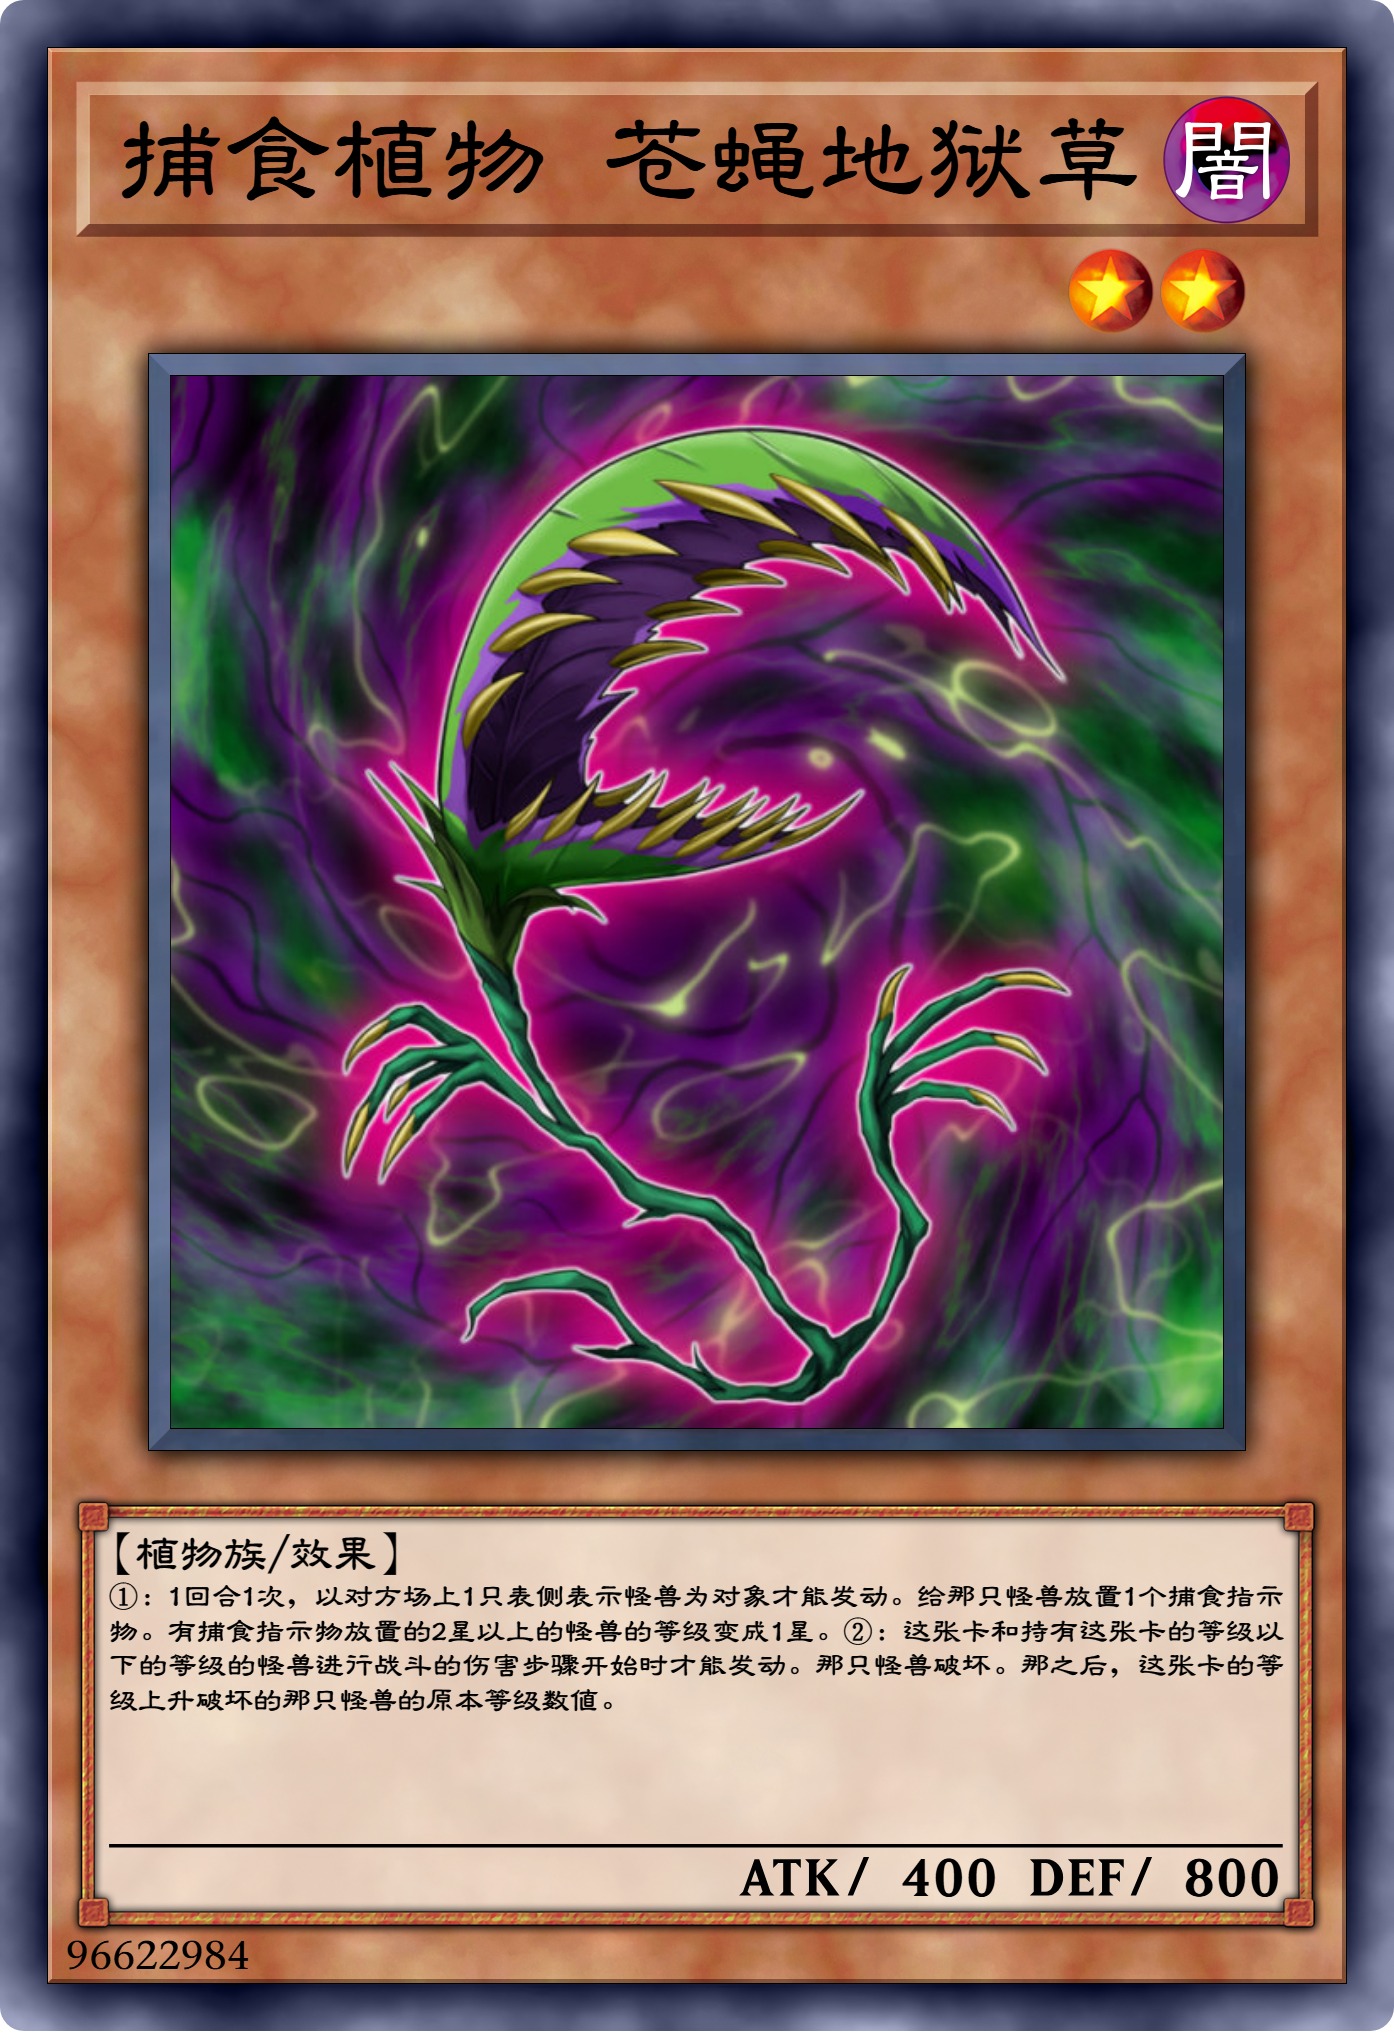 捕食植物 苍蝇地狱草 闇
【植物族/效果】
①：1回合1次，以对方场上1只表侧表示怪兽为对象才能发动。给那只怪兽放置1个捕食指示
物。有捕食指示物放置的2星以上的怪兽的等级变成1星。②：这张卡和持有这张卡的等级以
下的等级的怪兽进行战斗的伤害步骤开始时才能发动。那只怪兽破坏。那之后，这张卡的等
级上升破坏的那只怪兽的原本等级数值。
ATK/ 400 DEF/ 800
96622984